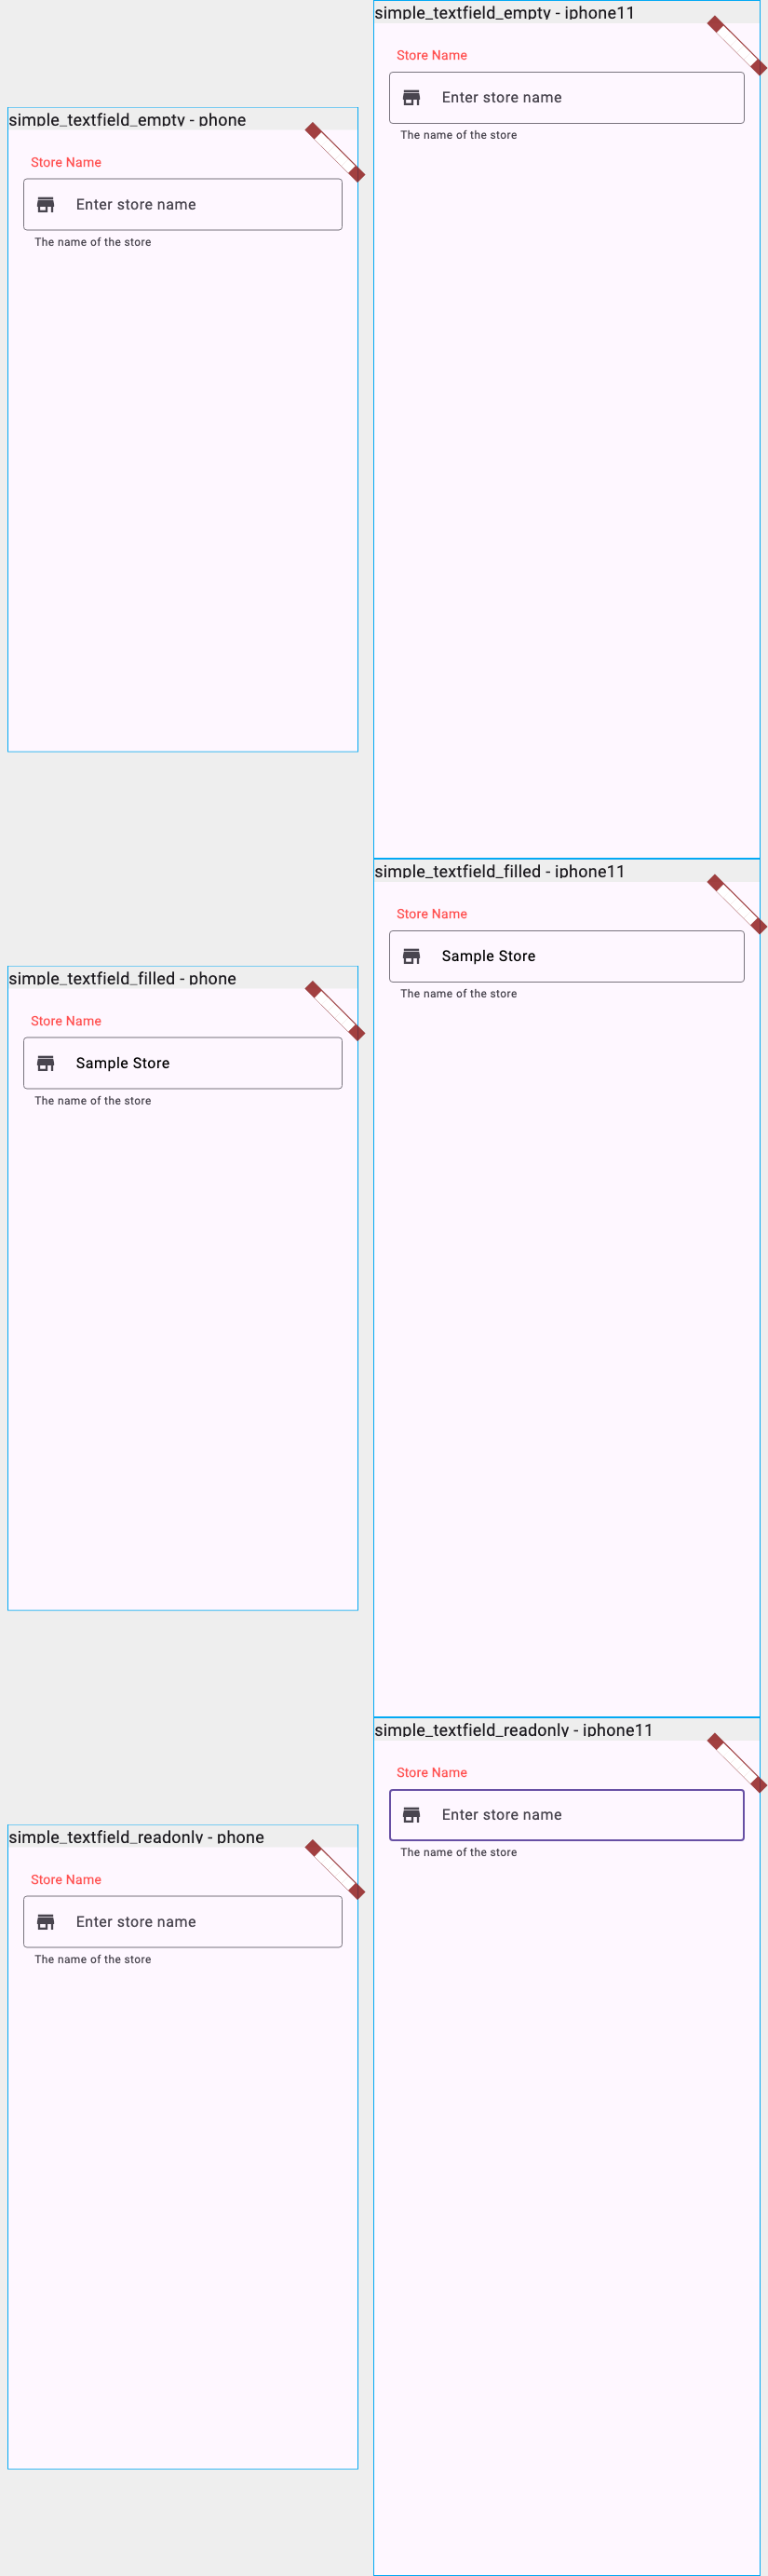 simple_textfield_empty - phone
Store Name
Enter store name
The name of the store
simple_textfield_empty - iphone11
Store Name
Enter store name
The name of the store
simple_textfield_filled - phone
Store Name
Sample Store
The name of the store
simple_textfield_filled - iphone11
Store Name
Sample Store
The name of the store
simple_textfield_readonly - phone
Store Name
Enter store name
The name of the store
simple_textfield_readonly - iphone11
Store Name
Enter store name
The name of the store